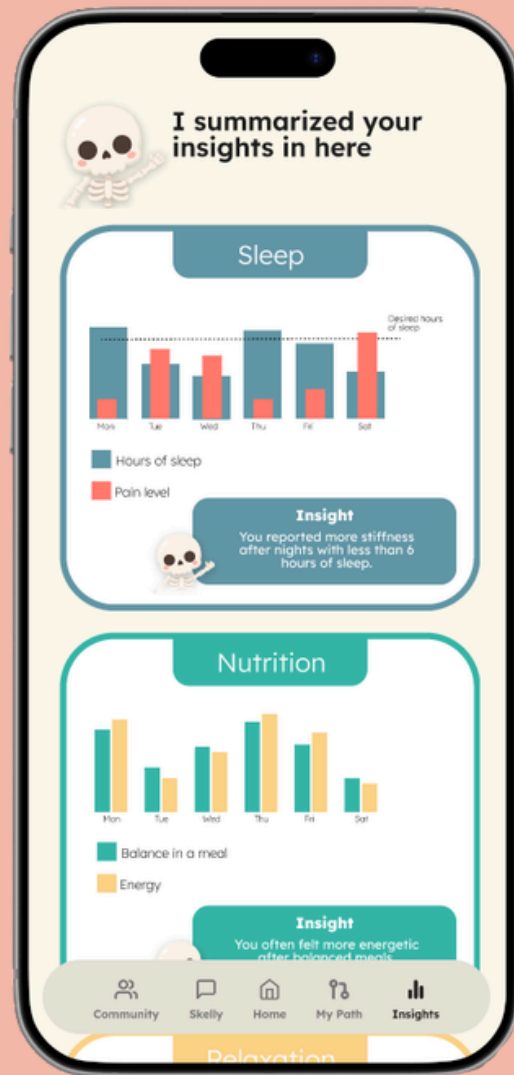 I summarized your
insights in here
Sleep
Desired hours
of sleep
Mon Tue Wed Thu Fri Sat
Hours of sleep
Pain level
Insight
You reported more stiffness
after nights with less than 6
hours of sleep.
Nutrition
Mon Tue Wed Thu Fri Sat
Balance in a meal
Energy
Insight
You often felt more energetic
after balanced meals
Community Skelly Home My Path Insights
Relaxation